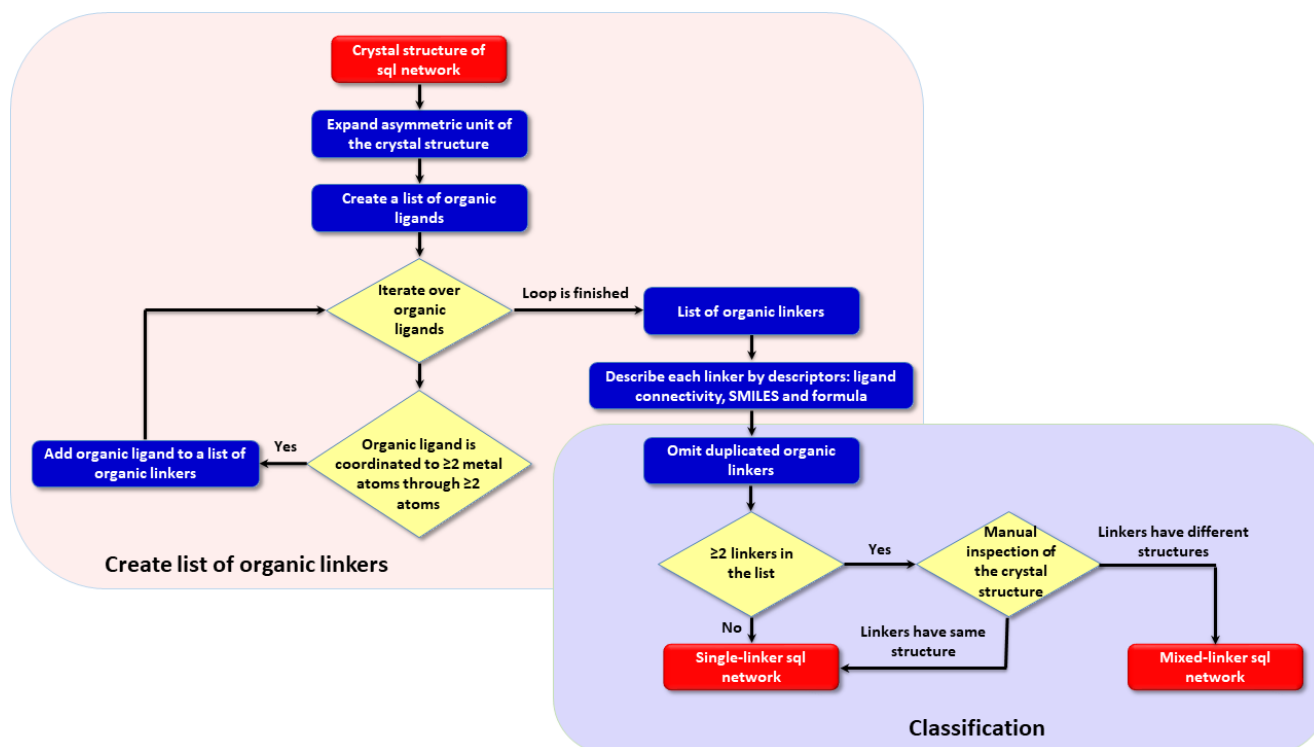 Crystal structure of
sql network
Expand asymmetric unit of
the crystal structure
Create a list of organic
ligands
Iterate over
organic
ligands
Loop is finished
List of organic linkers
Describe each linker by descriptors: ligand
connectivity, SMILES and formula
Organic ligand is
coordinated to ≥2 metal
atoms through ≥2
atoms
Yes
Add organic ligand to a list of
organic linkers
Create list of organic linkers
Omit duplicated organic
linkers
≥2 linkers in
the list
Yes
Manual
inspection of
the crystal
structure
Linkers have different
structures
No
Linkers have same
structure
Single-linker sql
network
Mixed-linker sql
network
Classification